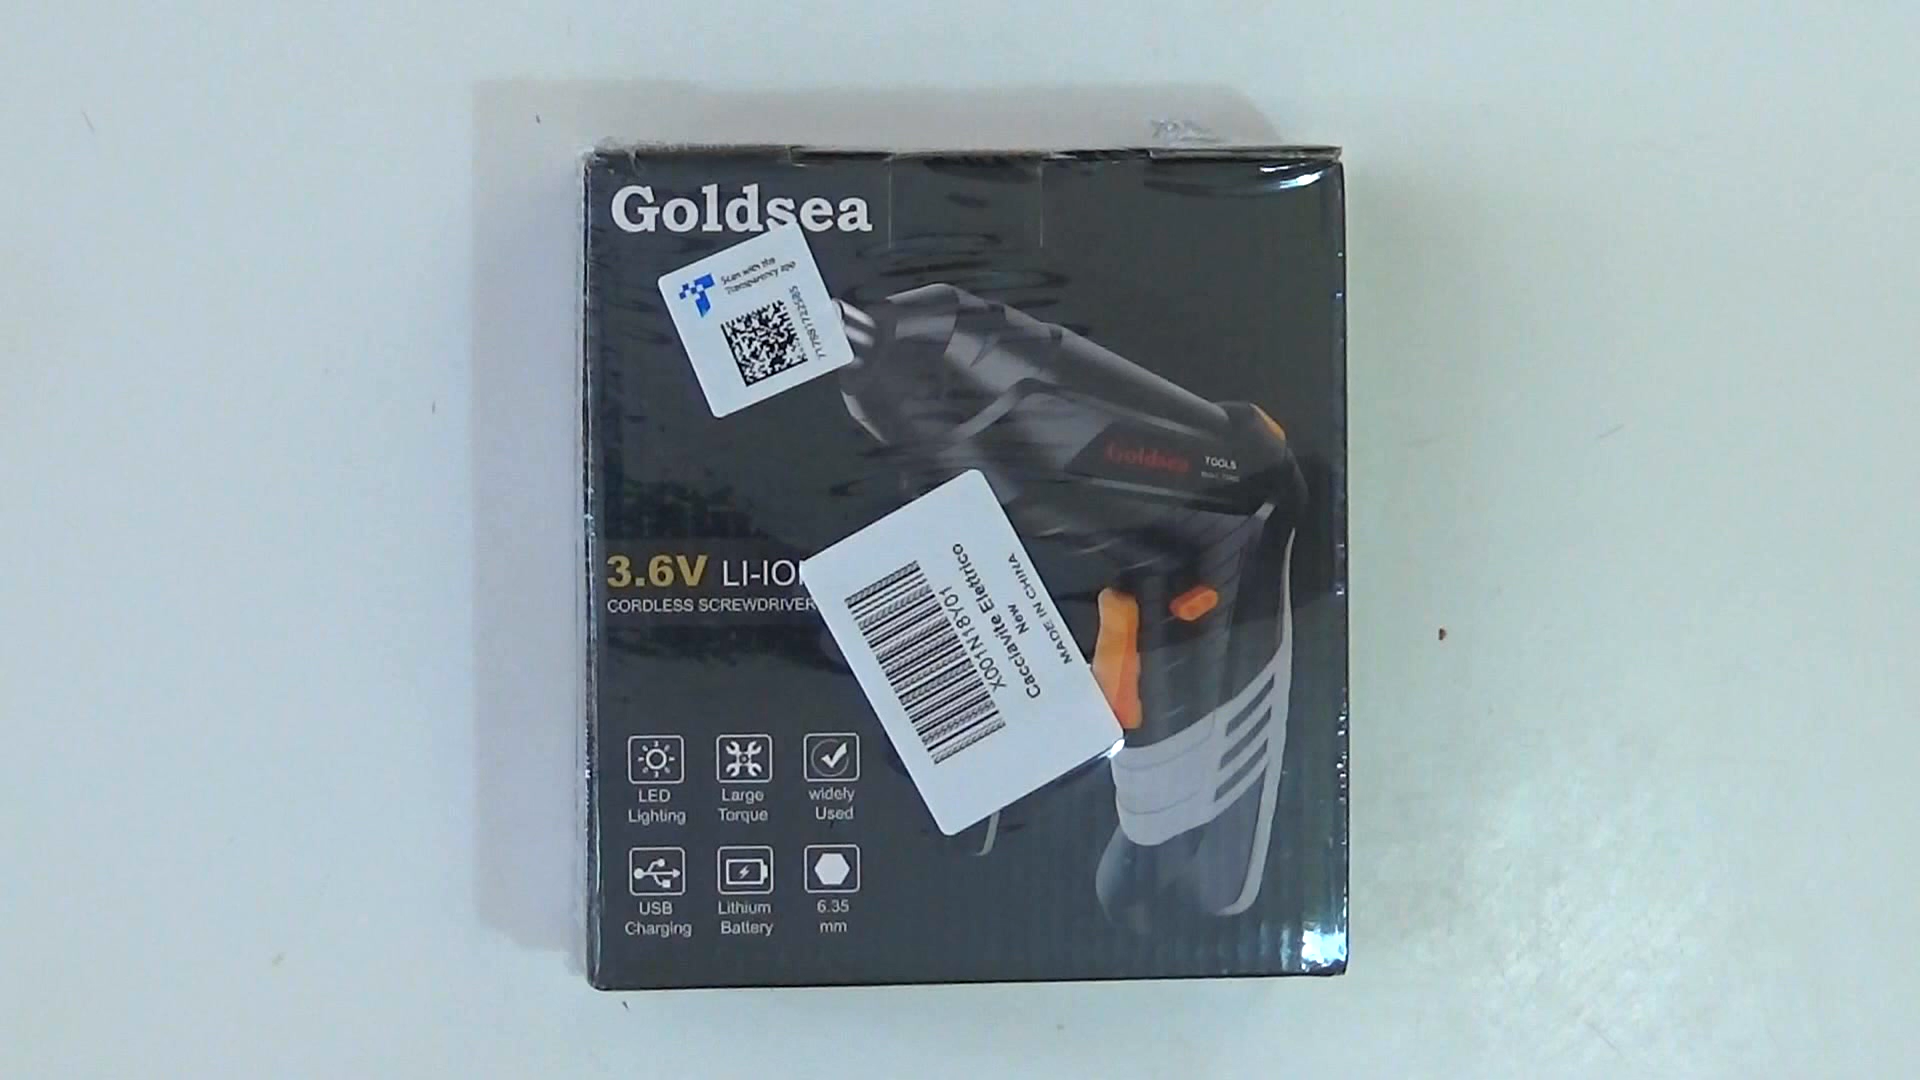 Goldsea
Scan with the
Transparency app
Goldsea TOOLS
3.6V LI-ION
CORDLESS SCREWDRIVER
X001N18Y01
Cacciavite Elettrico
New
MADE IN CHINA
LED
Lighting
Large
Torque
widely
Used
USB
Charging
Lithium
Battery
6.35
mm